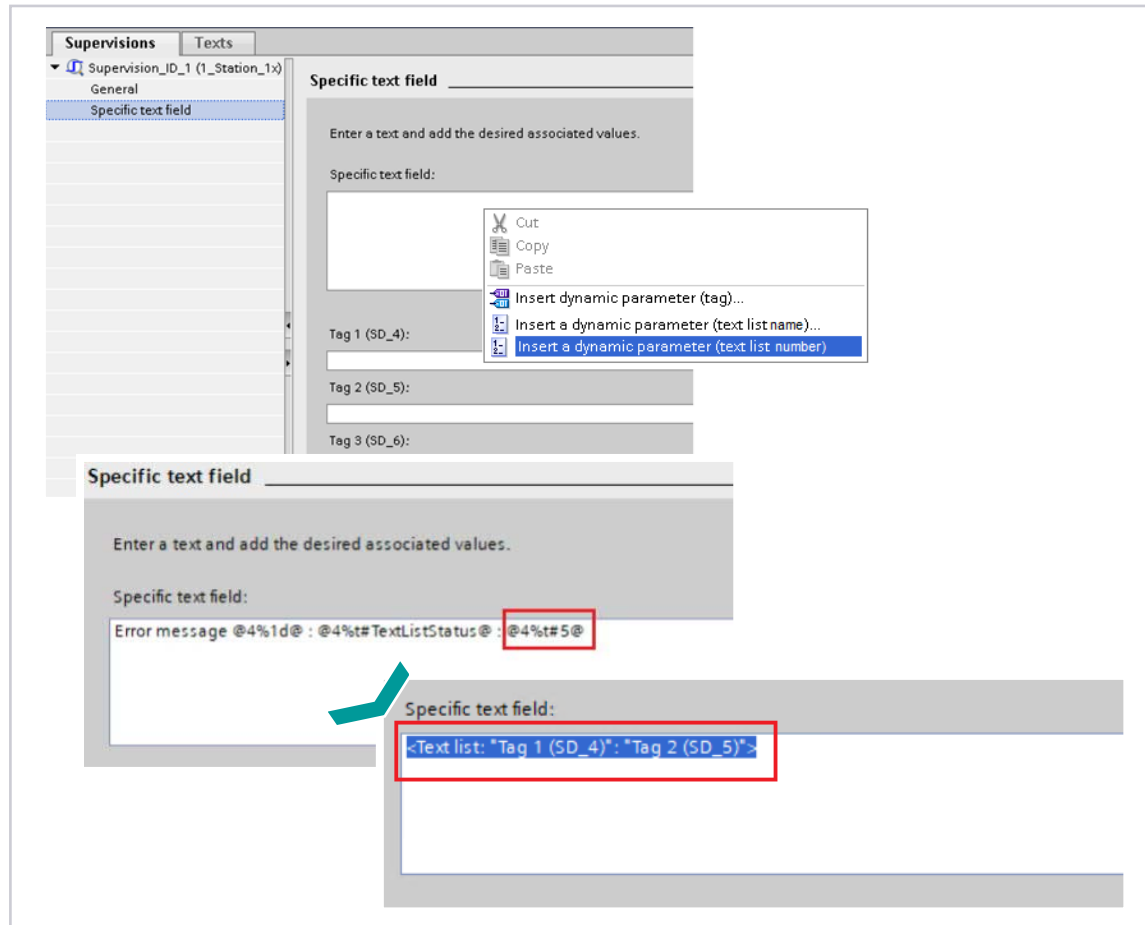 Supervisions Texts
Supervision_ID_1 (1_Station_1x)
General
Specific text field
Specific text field
Enter a text and add the desired associated values.
Specific text field:
Cut
Copy
Paste
Insert dynamic parameter (tag)...
Insert a dynamic parameter (text list name)...
Insert a dynamic parameter (text list number)
Tag 1 (SD_4):
Tag 2 (SD_5):
Tag 3 (SD_6):
Specific text field
Enter a text and add the desired associated values.
Specific text field:
Error message @4%1d@ : @4%t#TextListStatus@ : @4%t#5@
Specific text field:
<Text list: "Tag 1 (SD_4)": "Tag 2 (SD_5)">